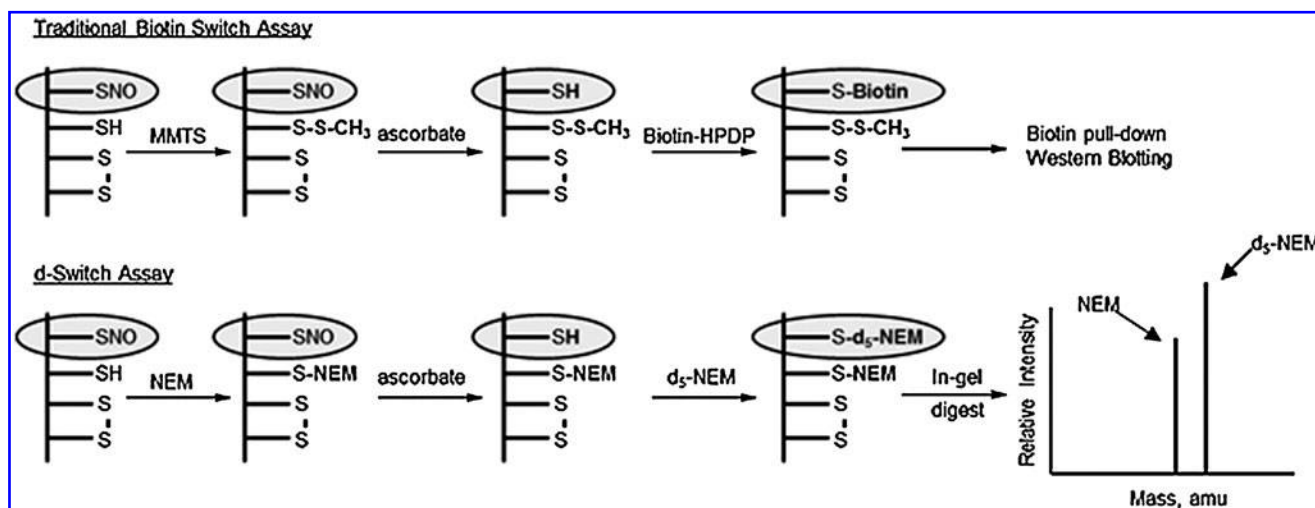 Traditional Biotin Switch Assay
SNO
SH
S
S
MMTS
SNO
S-S-CH₃
S
S
ascorbate
SH
S-S-CH₃
S
S
Biotin-HPDP
S-Biotin
S-S-CH₃
S
S
Biotin pull-down
Western Blotting
d-Switch Assay
SNO
SH
S
S
NEM
SNO
S-NEM
S
S
ascorbate
SH
S-NEM
S
S
d₅-NEM
S-d₅-NEM
S-NEM
S
S
In-gel
digest
Relative Intensity
NEM
d₅-NEM
Mass, amu